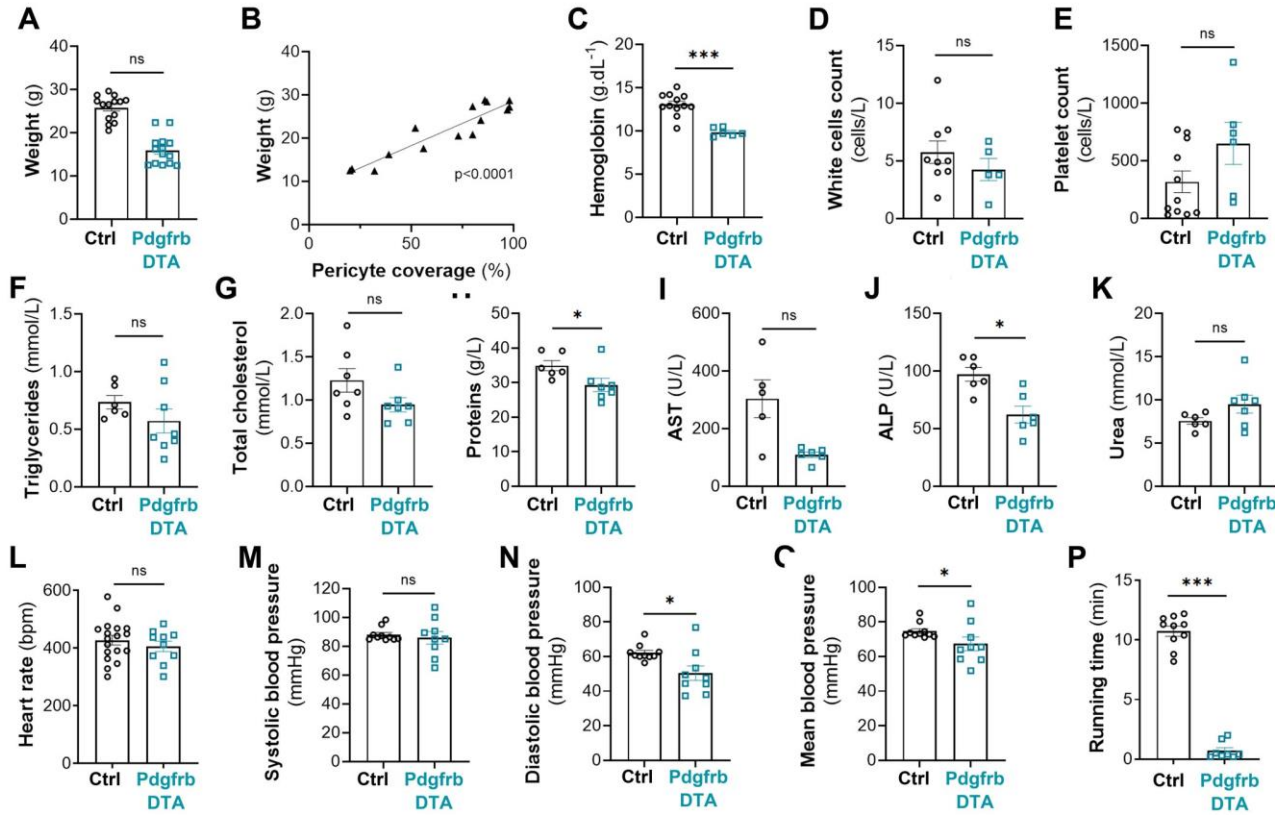 A
ns
Weight (g)
40
30
20
10
0
Ctrl
Pdgfrb
DTA
B
Weight (g)
40
30
20
10
0
p<0.0001
0
50
100
Pericyte coverage (%)
C
Hemoglobin (g.dL⁻¹)
***
20
15
10
5
0
Ctrl
Pdgfrb
DTA
D
White cells count
(cells/L)
ns
15
10
5
0
Ctrl
Pdgfrb
DTA
E
Platelet count
(cells/L)
ns
1500
1000
500
0
Ctrl
Pdgfrb
DTA
F
Triglycerides (mmol/L)
ns
1.5
1.0
0.5
0.0
Ctrl
Pdgfrb
DTA
G
Total cholesterol
(mmol/L)
ns
2.0
1.5
1.0
0.5
0.0
Ctrl
Pdgfrb
DTA
Proteins (g/L)
*
50
40
30
20
10
0
Ctrl
Pdgfrb
DTA
I
AST (U/L)
ns
600
400
200
0
Ctrl
Pdgfrb
DTA
J
ALP (U/L)
*
150
100
50
0
Ctrl
Pdgfrb
DTA
K
Urea (mmol/L)
ns
20
15
10
5
0
Ctrl
Pdgfrb
DTA
L
Heart rate (bpm)
ns
600
400
200
0
Ctrl
Pdgfrb
DTA
M
Systolic blood pressure
(mmHg)
ns
120
100
80
60
40
20
0
Ctrl
Pdgfrb
DTA
N
Diastolic blood pressure
(mmHg)
*
100
80
60
40
20
0
Ctrl
Pdgfrb
DTA
Mean blood pressure
(mmHg)
*
100
80
60
40
20
0
Ctrl
Pdgfrb
DTA
P
Running time (min)
***
15
10
5
0
Ctrl
Pdgfrb
DTA